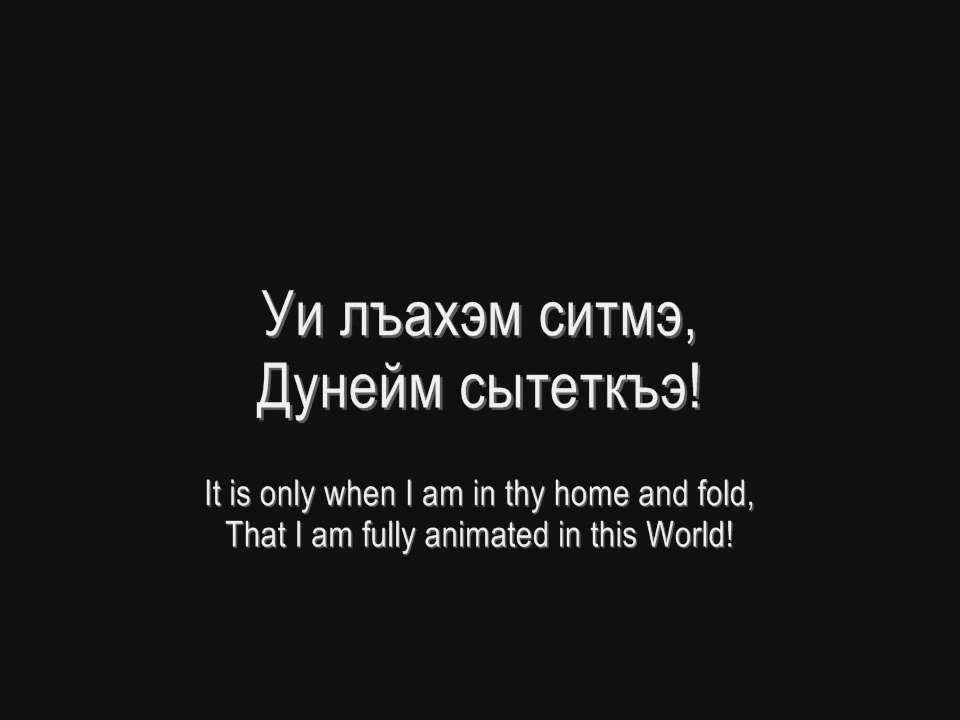 Уи лъахэм ситмэ,
Дунейм сытеткъэ!
It is only when I am in thy home and fold,
That I am fully animated in this World!